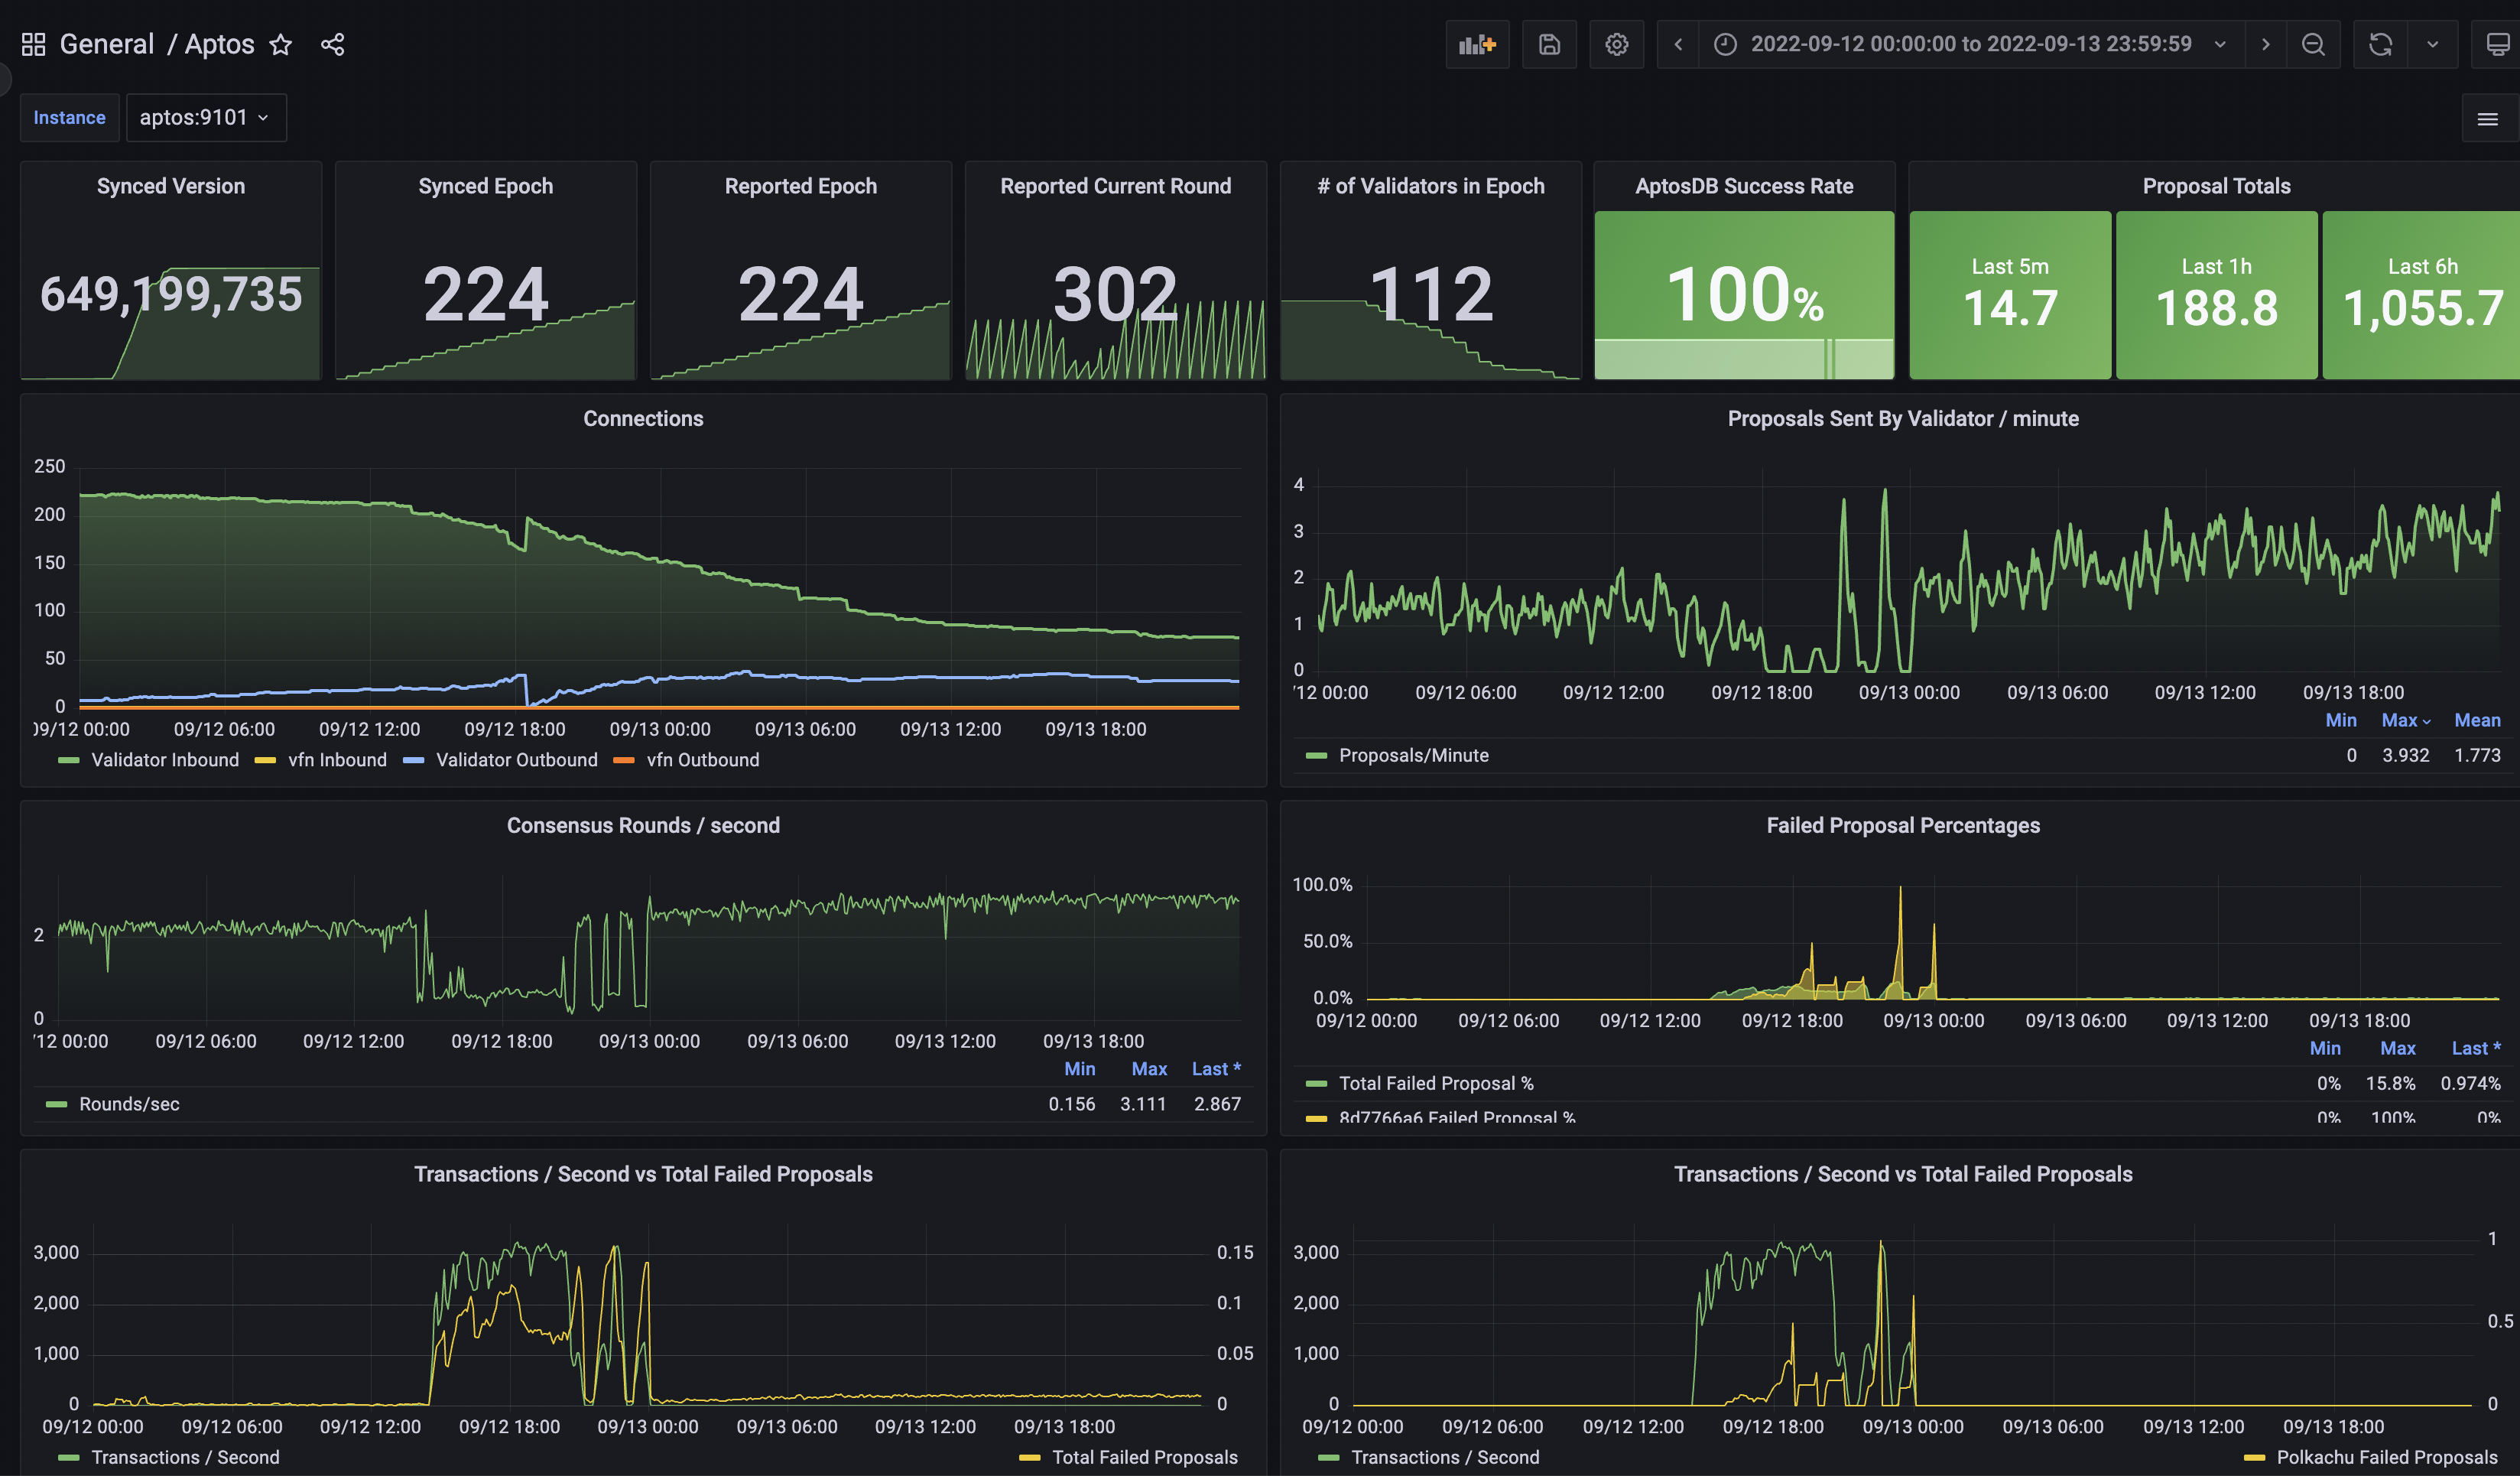 General / Aptos
2022-09-12 00:00:00 to 2022-09-13 23:59:59
Instance aptos:9101
Synced Version
649,199,735
Synced Epoch
224
Reported Epoch
224
Reported Current Round
302
# of Validators in Epoch
112
AptosDB Success Rate
100%
Proposal Totals
Last 5m
14.7
Last 1h
188.8
Last 6h
1,055.7
Connections
250
200
150
100
50
0
09/12 00:00 09/12 06:00 09/12 12:00 09/12 18:00 09/13 00:00 09/13 06:00 09/13 12:00 09/13 18:00
Validator Inbound vfn Inbound Validator Outbound vfn Outbound
Proposals Sent By Validator / minute
4
3
2
1
0
'12 00:00 09/12 06:00 09/12 12:00 09/12 18:00 09/13 00:00 09/13 06:00 09/13 12:00 09/13 18:00
Min Max Mean
Proposals/Minute 0 3.932 1.773
Consensus Rounds / second
2
0
'12 00:00 09/12 06:00 09/12 12:00 09/12 18:00 09/13 00:00 09/13 06:00 09/13 12:00 09/13 18:00
Min Max Last *
Rounds/sec 0.156 3.111 2.867
Failed Proposal Percentages
100.0%
50.0%
0.0%
09/12 00:00 09/12 06:00 09/12 12:00 09/12 18:00 09/13 00:00 09/13 06:00 09/13 12:00 09/13 18:00
Min Max Last *
Total Failed Proposal % 0% 15.8% 0.974%
8d7766a6 Failed Proposal % 0% 100% 0%
Transactions / Second vs Total Failed Proposals
3,000 0.15
2,000 0.1
1,000 0.05
0 0
09/12 00:00 09/12 06:00 09/12 12:00 09/12 18:00 09/13 00:00 09/13 06:00 09/13 12:00 09/13 18:00
Transactions / Second Total Failed Proposals
Transactions / Second vs Total Failed Proposals
1
3,000
2,000
0.5
1,000
0 0
09/12 00:00 09/12 06:00 09/12 12:00 09/12 18:00 09/13 00:00 09/13 06:00 09/13 12:00 09/13 18:00
Transactions / Second Polkachu Failed Proposals